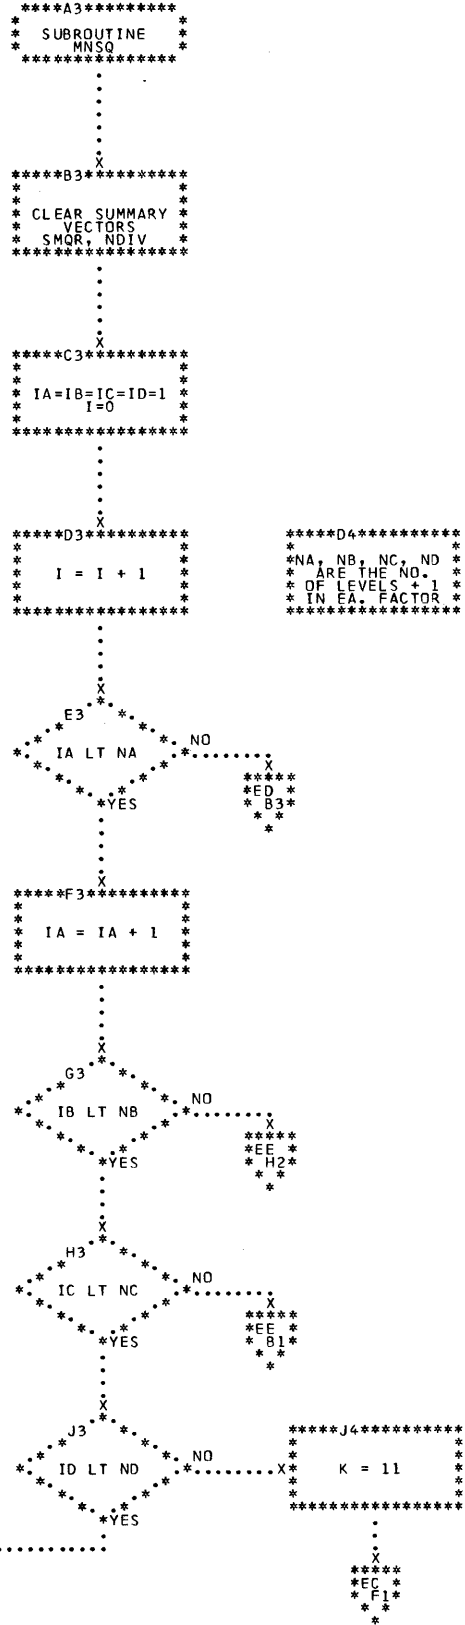 A3
SUBROUTINE
MNSQ
X
B3
CLEAR SUMMARY
VECTORS
SMQR, NDIV
X
C3
IA=IB=IC=ID=1
I=0
X
D3
I = I + 1
D4
NA, NB, NC, ND
ARE THE NO.
OF LEVELS + 1
IN EA. FACTOR
X
E3
IA LT NA
NO
X
ED
B3
YES
X
F3
IA = IA + 1
X
G3
IB LT NB
NO
X
EE
H2
YES
X
H3
IC LT NC
NO
X
EE
B1
YES
X
J3
ID LT ND
NO
X
J4
K = 11
YES
X
EC
F1